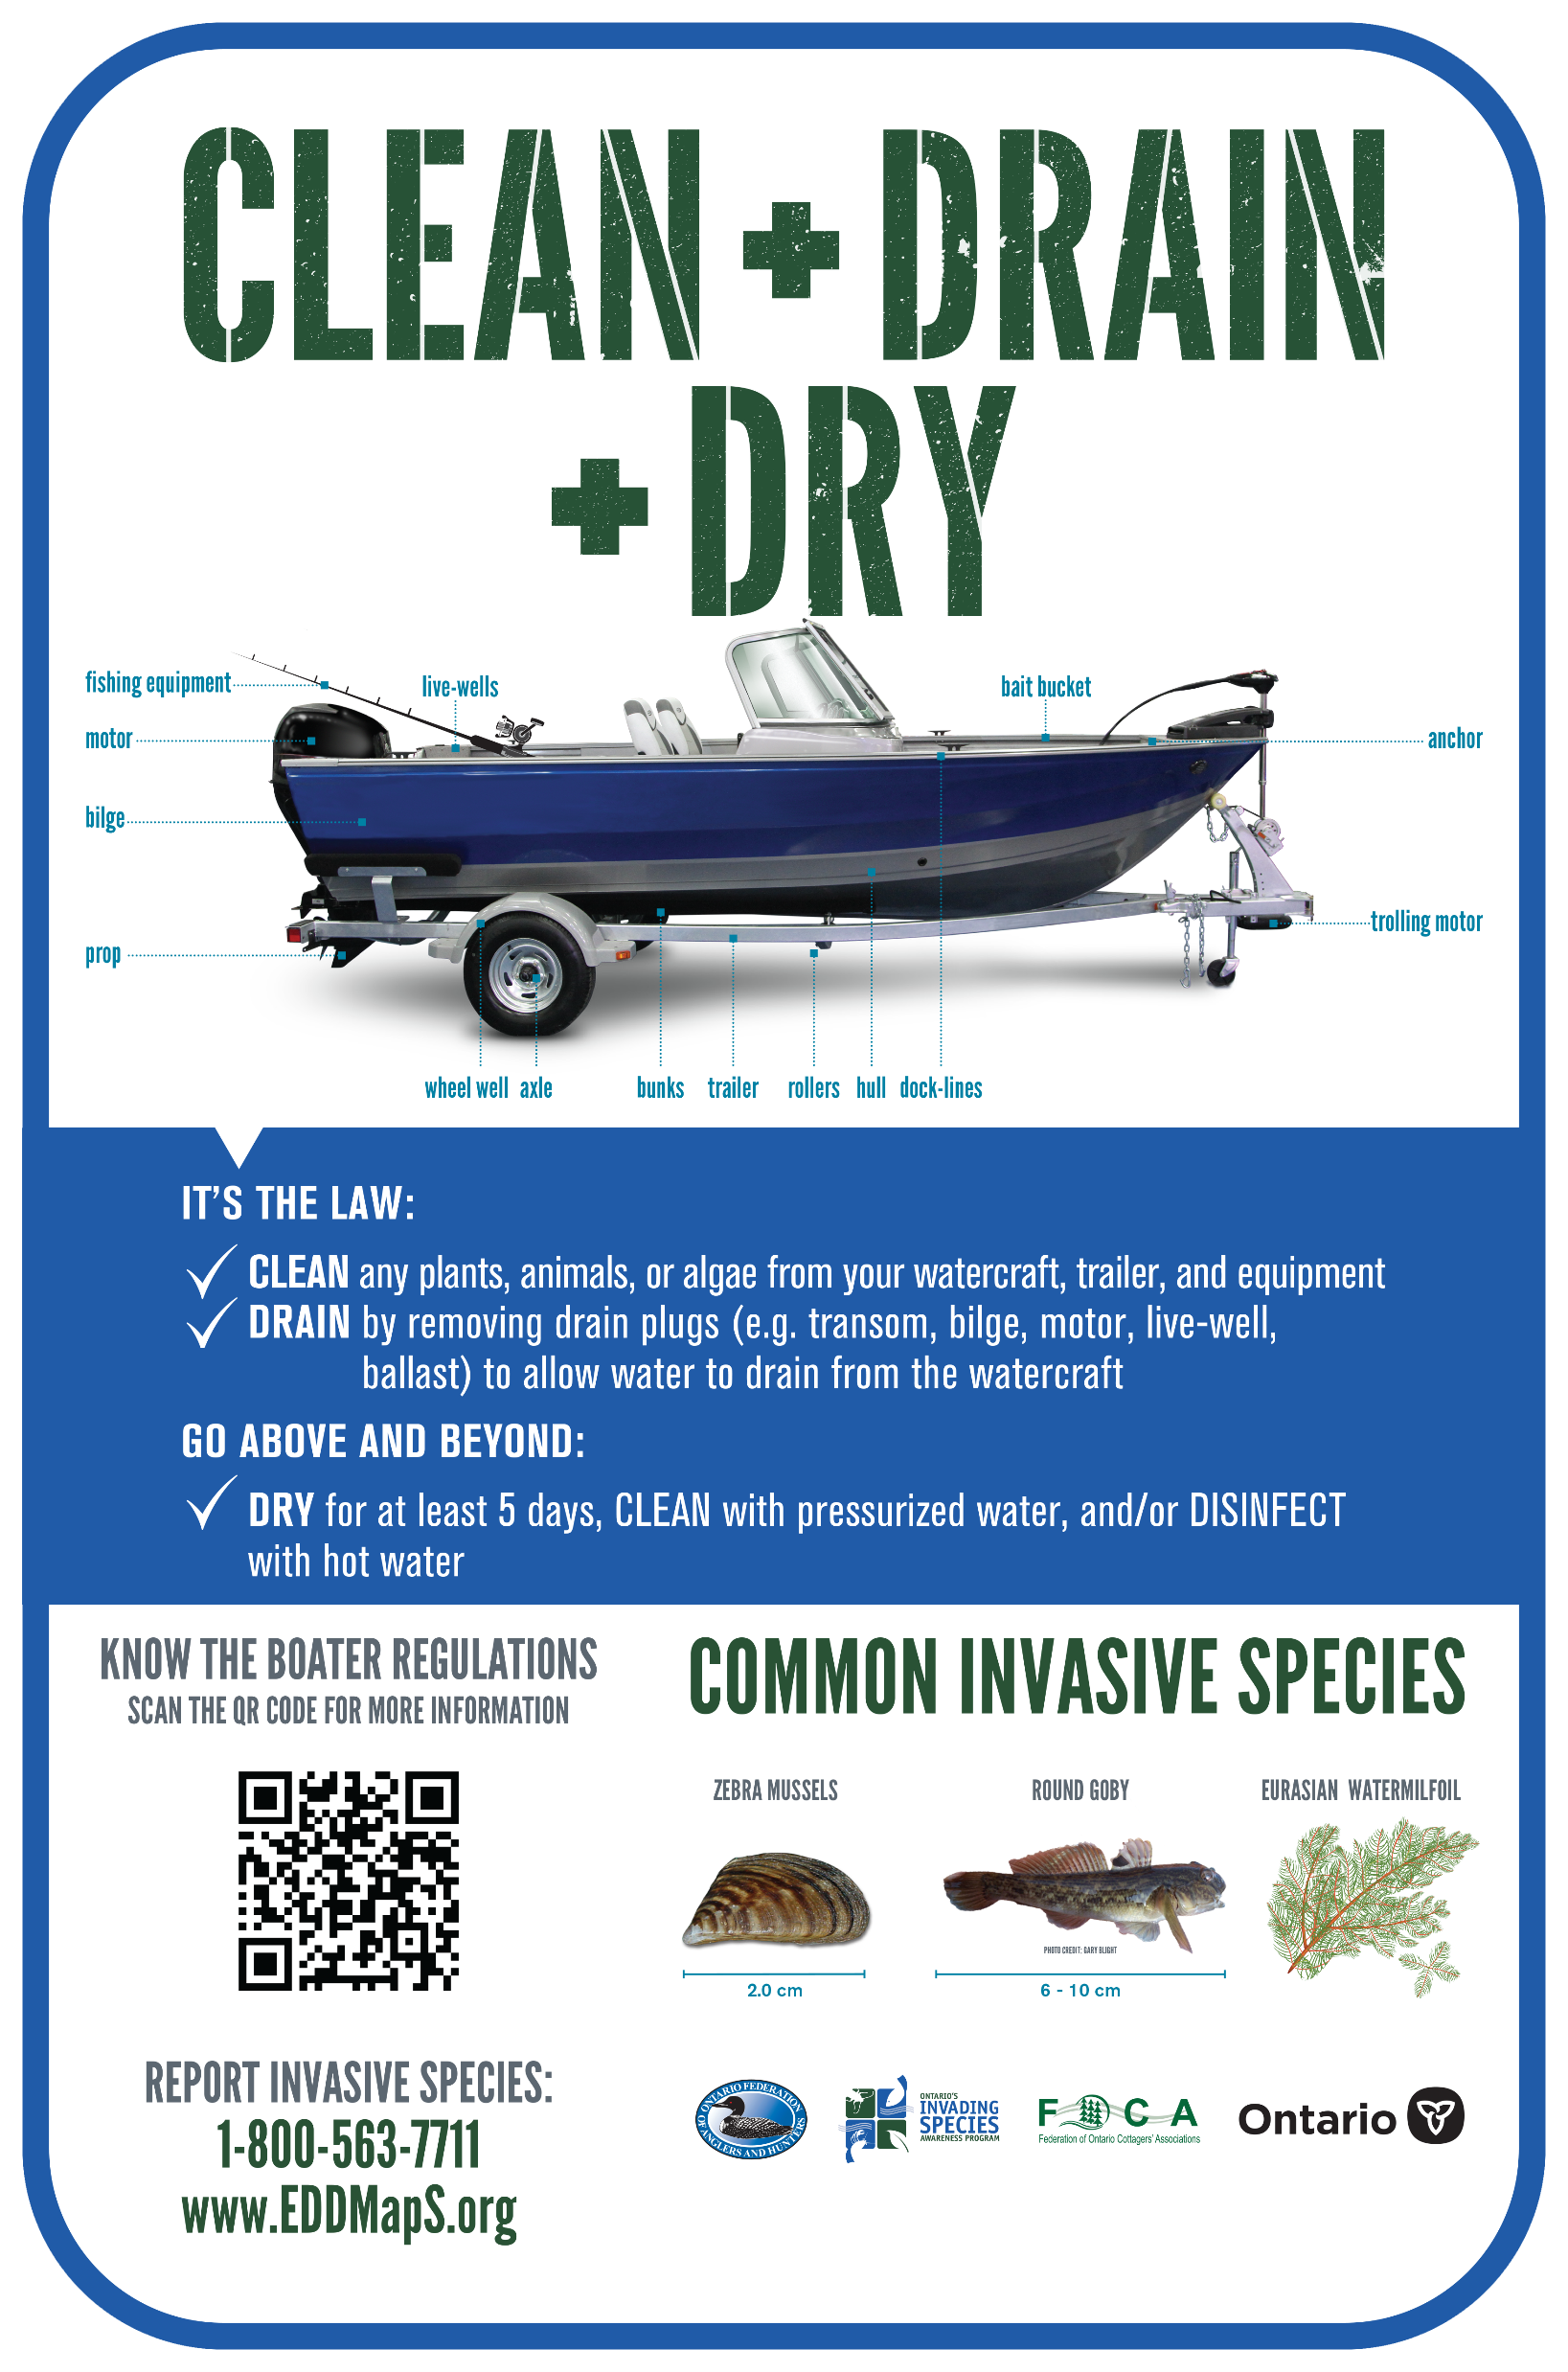 CLEAN + DRAIN
+ DRY
fishing equipment
live-wells
bait bucket
motor
anchor
bilge
trolling motor
prop
wheel well axle bunks trailer rollers hull dock-lines
IT'S THE LAW:
CLEAN any plants, animals, or algae from your watercraft, trailer, and equipment
DRAIN by removing drain plugs (e.g. transom, bilge, motor, live-well,
ballast) to allow water to drain from the watercraft
GO ABOVE AND BEYOND:
DRY for at least 5 days, CLEAN with pressurized water, and/or DISINFECT
with hot water
KNOW THE BOATER REGULATIONS
SCAN THE QR CODE FOR MORE INFORMATION
REPORT INVASIVE SPECIES:
1-800-563-7711
www.EDDMapS.org
COMMON INVASIVE SPECIES
ZEBRA MUSSELS
ROUND GOBY
EURASIAN WATERMILFOIL
PHOTO CREDIT: GARY BLIGHT
2.0 cm
6 - 10 cm
ONTARIO FEDERATION
OF ANGLERS AND HUNTERS
ONTARIO'S
INVADING
SPECIES
AWARENESS PROGRAM
FOCA
Federation of Ontario Cottagers' Associations
Ontario